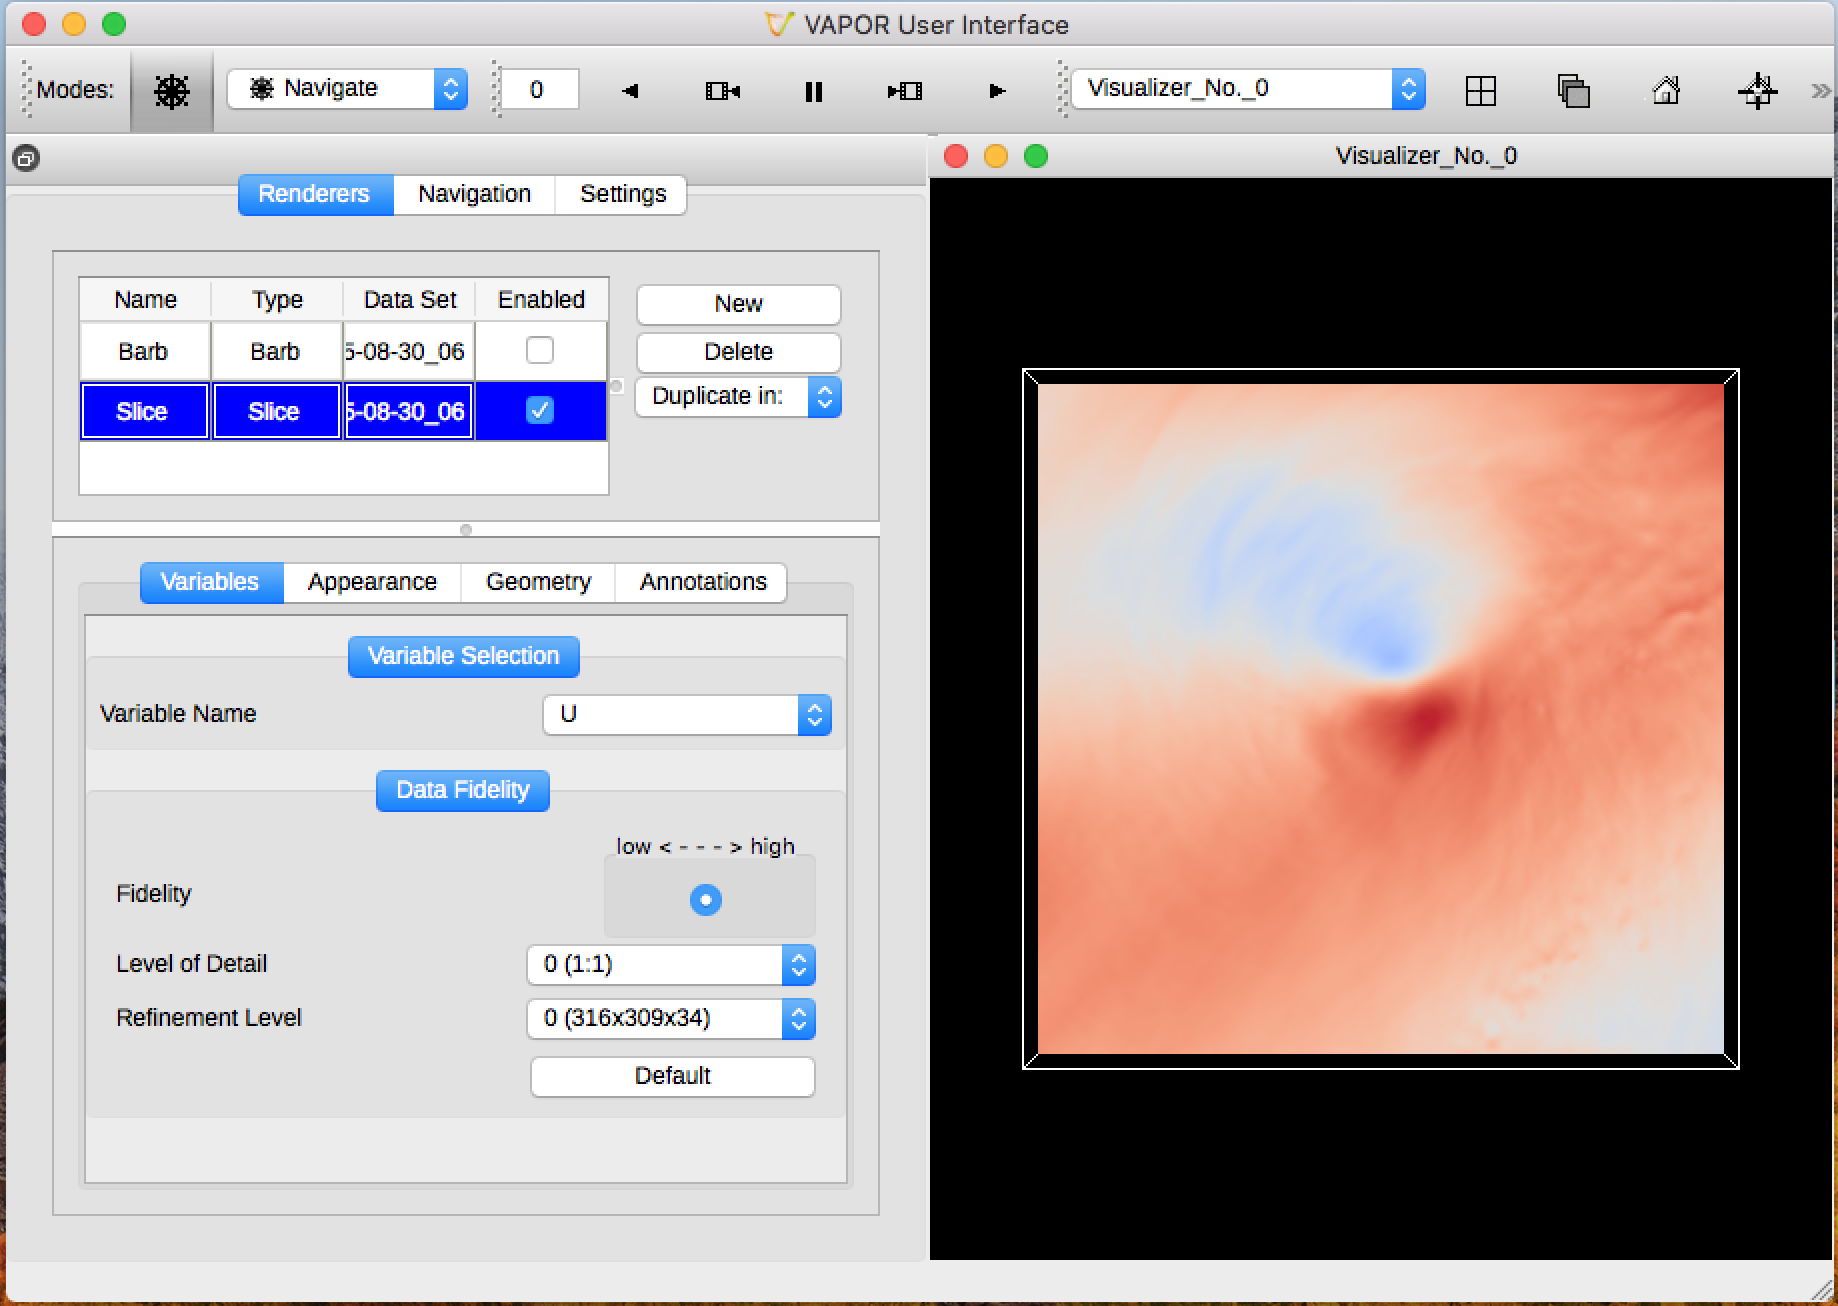 VAPOR User Interface
Modes: Navigate 0 Visualizer_No._0 »
Visualizer_No._0
Renderers Navigation Settings
Name Type Data Set Enabled
Barb Barb 5-08-30_06
Slice Slice 5-08-30_06
New
Delete
Duplicate in:
Variables Appearance Geometry Annotations
Variable Selection
Variable Name U
Data Fidelity
low < - - - > high
Fidelity
Level of Detail 0 (1:1)
Refinement Level 0 (316x309x34)
Default